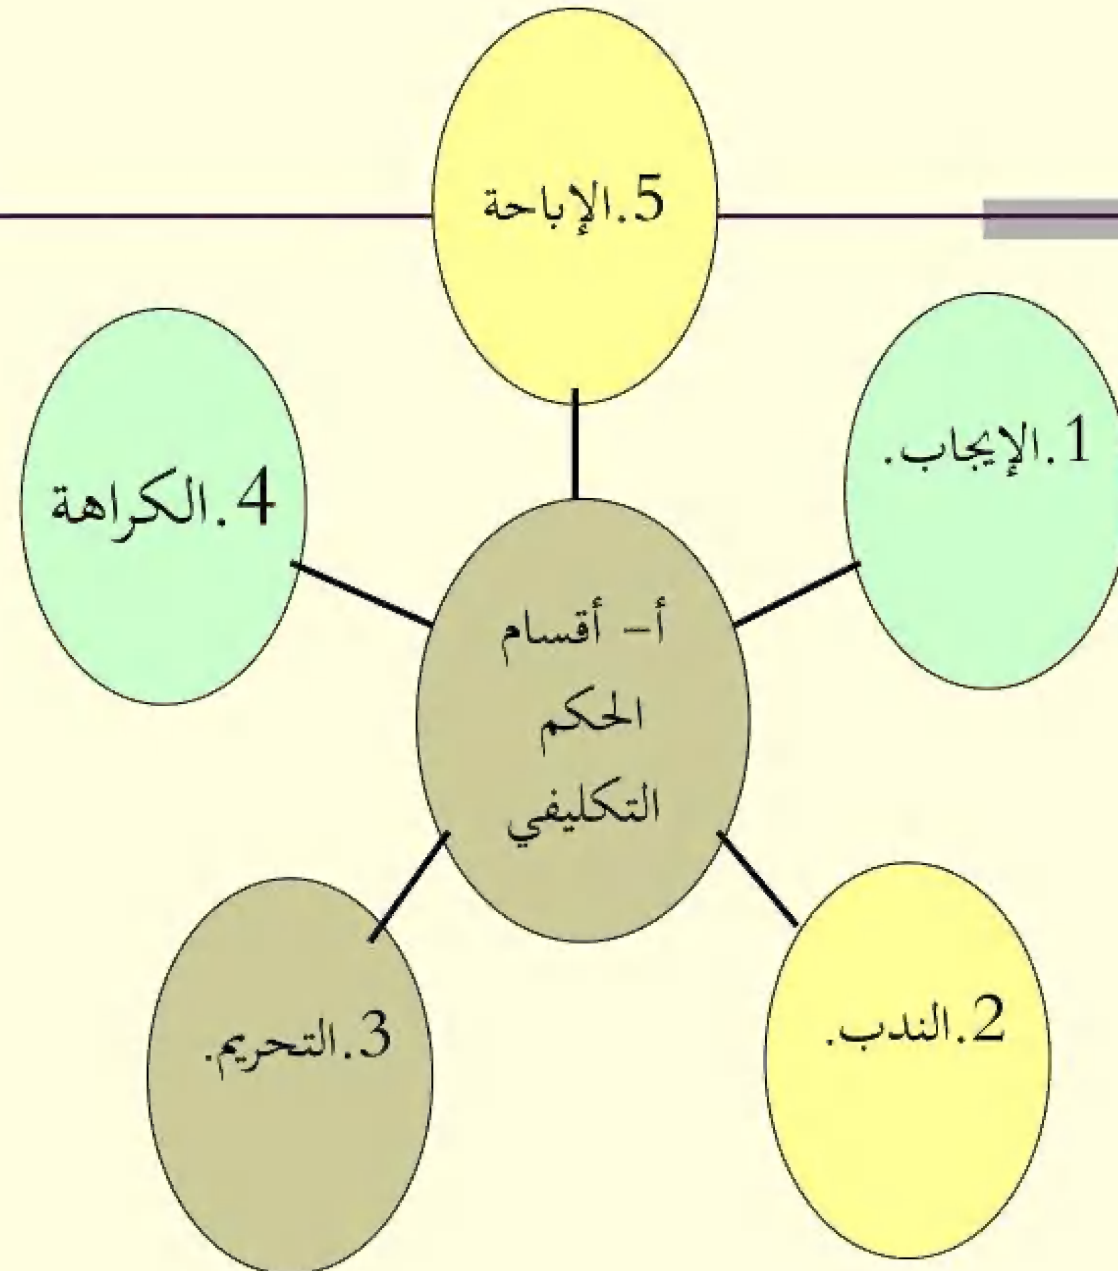 أ- أقسام
الحكم
التكليفي
1.الإيجاب.
2.الندب.
3.التحريم.
4.الكراهة
5.الإباحة